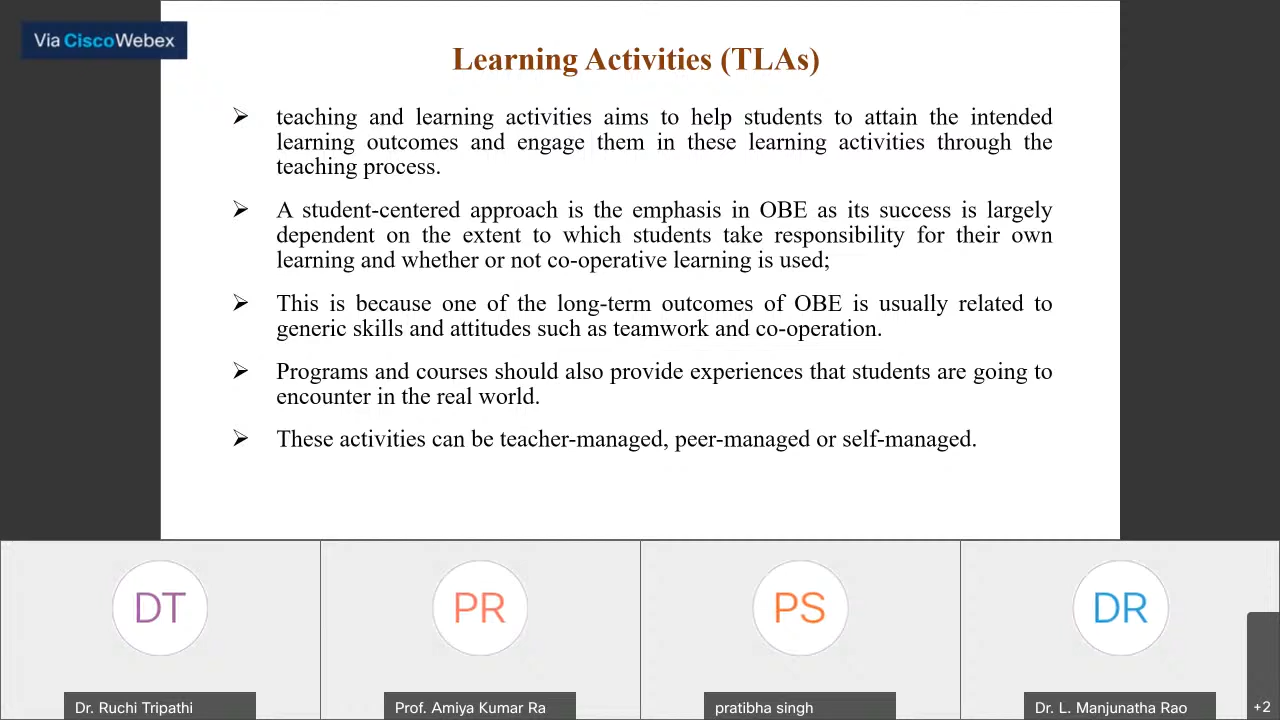 Via CiscoWebex
Learning Activities (TLAs)
➢ teaching and learning activities aims to help students to attain the intended
learning outcomes and engage them in these learning activities through the
teaching process.
➢ A student-centered approach is the emphasis in OBE as its success is largely
dependent on the extent to which students take responsibility for their own
learning and whether or not co-operative learning is used;
➢ This is because one of the long-term outcomes of OBE is usually related to
generic skills and attitudes such as teamwork and co-operation.
➢ Programs and courses should also provide experiences that students are going to
encounter in the real world.
➢ These activities can be teacher-managed, peer-managed or self-managed.
DT
PR
PS
DR
Dr. Ruchi Tripathi
Prof. Amiya Kumar Ra
pratibha singh
Dr. L. Manjunatha Rao
+2